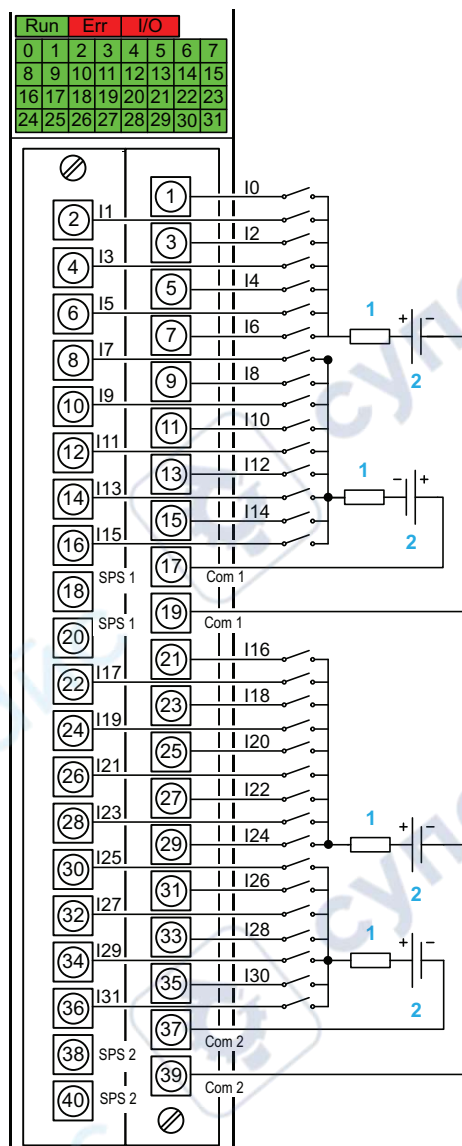 Run Err I/O
0 1 2 3 4 5 6 7
8 9 10 11 12 13 14 15
16 17 18 19 20 21 22 23
24 25 26 27 28 29 30 31
1 I0
2 I1
3 I2
4 I3
5 I4
6 I5
7 I6 1 + −
8 I7
9 I8 2
10 I9
11 I10
12 I11
13 I12 1 − +
14 I13
15 I14 2
16 I15
17 Com 1
18 SPS 1
19 Com 1
20 SPS 1
21 I16
22 I17
23 I18
24 I19
25 I20
26 I21
27 I22
28 I23 1 + −
29 I24
30 I25
31 I26 2
32 I27
33 I28 1 + −
34 I29
35 I30
36 I31 2
37 Com 2
38 SPS 2
39 Com 2
40 SPS 2